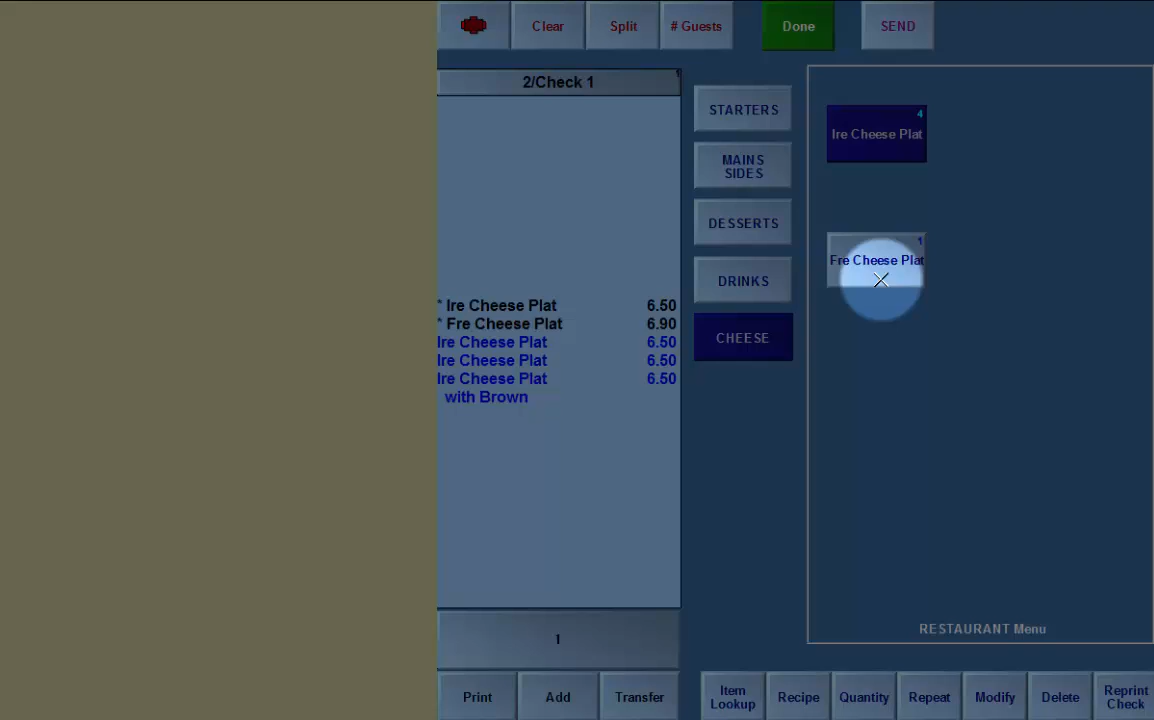 Clear
Split
# Guests
Done
SEND
2/Check 1
1
* Ire Cheese Plat 6.50
* Fre Cheese Plat 6.90
Ire Cheese Plat 6.50
Ire Cheese Plat 6.50
Ire Cheese Plat 6.50
with Brown
1
STARTERS
MAINS
SIDES
DESSERTS
DRINKS
CHEESE
4
Ire Cheese Plat
1
Fre Cheese Plat
RESTAURANT Menu
Print
Add
Transfer
Item
Lookup
Recipe
Quantity
Repeat
Modify
Delete
Reprint
Check